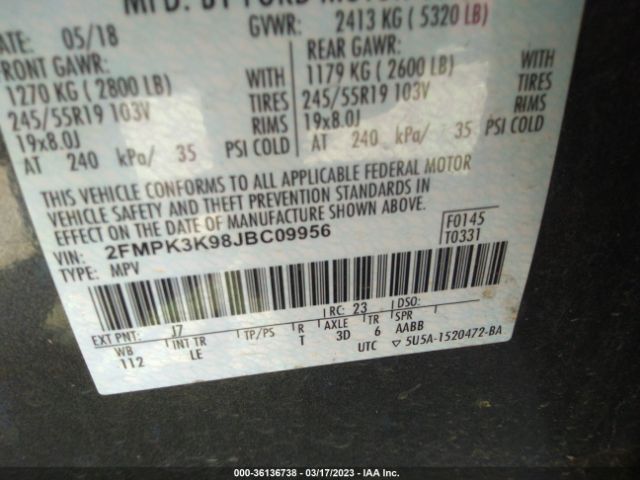 MFD. BY FORD MOTOR
DATE: 05/18 GVWR: 2413 KG ( 5320 LB)
FRONT GAWR: REAR GAWR:
1270 KG ( 2800 LB) WITH 1179 KG ( 2600 LB) WITH
245/55R19 103V TIRES 245/55R19 103V TIRES
19x8.0J RIMS 19x8.0J RIMS
AT 240 kPa/ 35 PSI COLD AT 240 kPa/ 35 PSI COLD
THIS VEHICLE CONFORMS TO ALL APPLICABLE FEDERAL MOTOR
VEHICLE SAFETY AND THEFT PREVENTION STANDARDS IN
EFFECT ON THE DATE OF MANUFACTURE SHOWN ABOVE.
VIN: 2FMPK3K98JBC09956 F0145
TYPE: MPV T0331
EXT PNT: J7 RC: 23 DSO:
WB INT TR TP/PS R AXLE TR SPR
112 LE T 3D 6 AABB
UTC ▽ 5U5A-1520472-BA
000-36136738 - 03/17/2023 - IAA Inc.